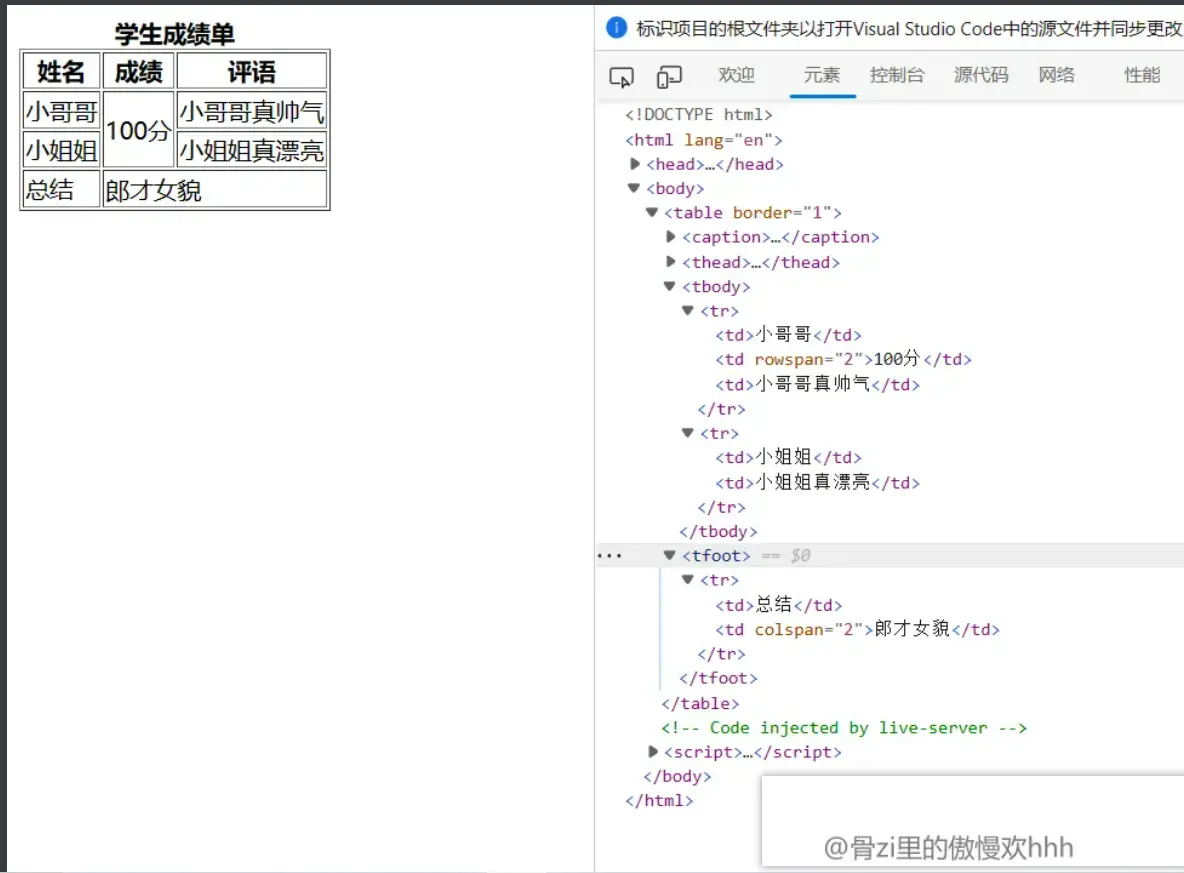 学生成绩单
姓名 成绩 评语
小哥哥 100分 小哥哥真帅气
小姐姐 小姐姐真漂亮
总结 郎才女貌
标识项目的根文件夹以打开Visual Studio Code中的源文件并同步更改
欢迎 元素 控制台 源代码 网络 性能
<!DOCTYPE html>
<html lang="en">
<head>…</head>
<body>
<table border="1">
<caption>…</caption>
<thead>…</thead>
<tbody>
<tr>
<td>小哥哥</td>
<td rowspan="2">100分</td>
<td>小哥哥真帅气</td>
</tr>
<tr>
<td>小姐姐</td>
<td>小姐姐真漂亮</td>
</tr>
</tbody>
<tfoot> == $0
<tr>
<td>总结</td>
<td colspan="2">郎才女貌</td>
</tr>
</tfoot>
</table>
<!-- Code injected by live-server -->
<script>…</script>
</body>
</html>
@骨zi里的傲慢欢hhh